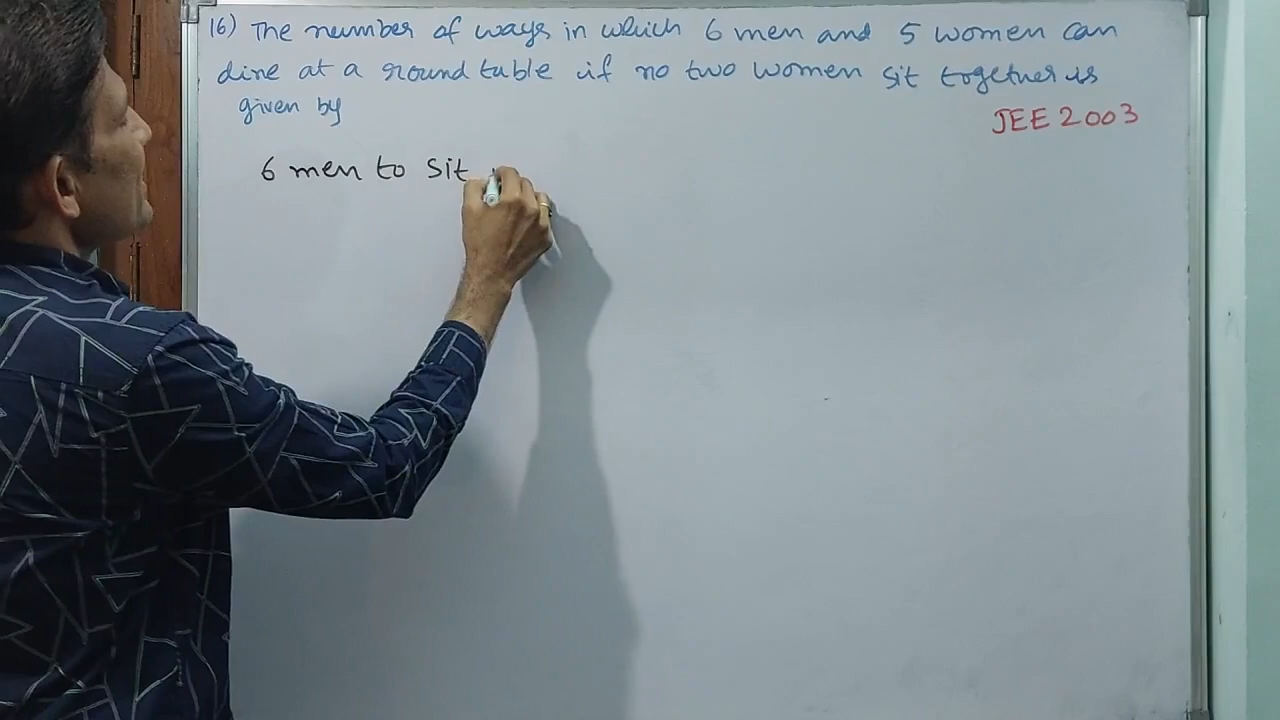 16) The number of ways in which 6 men and 5 women can
dine at a round table if no two women sit together is
given by
JEE 2003
6 men to sit